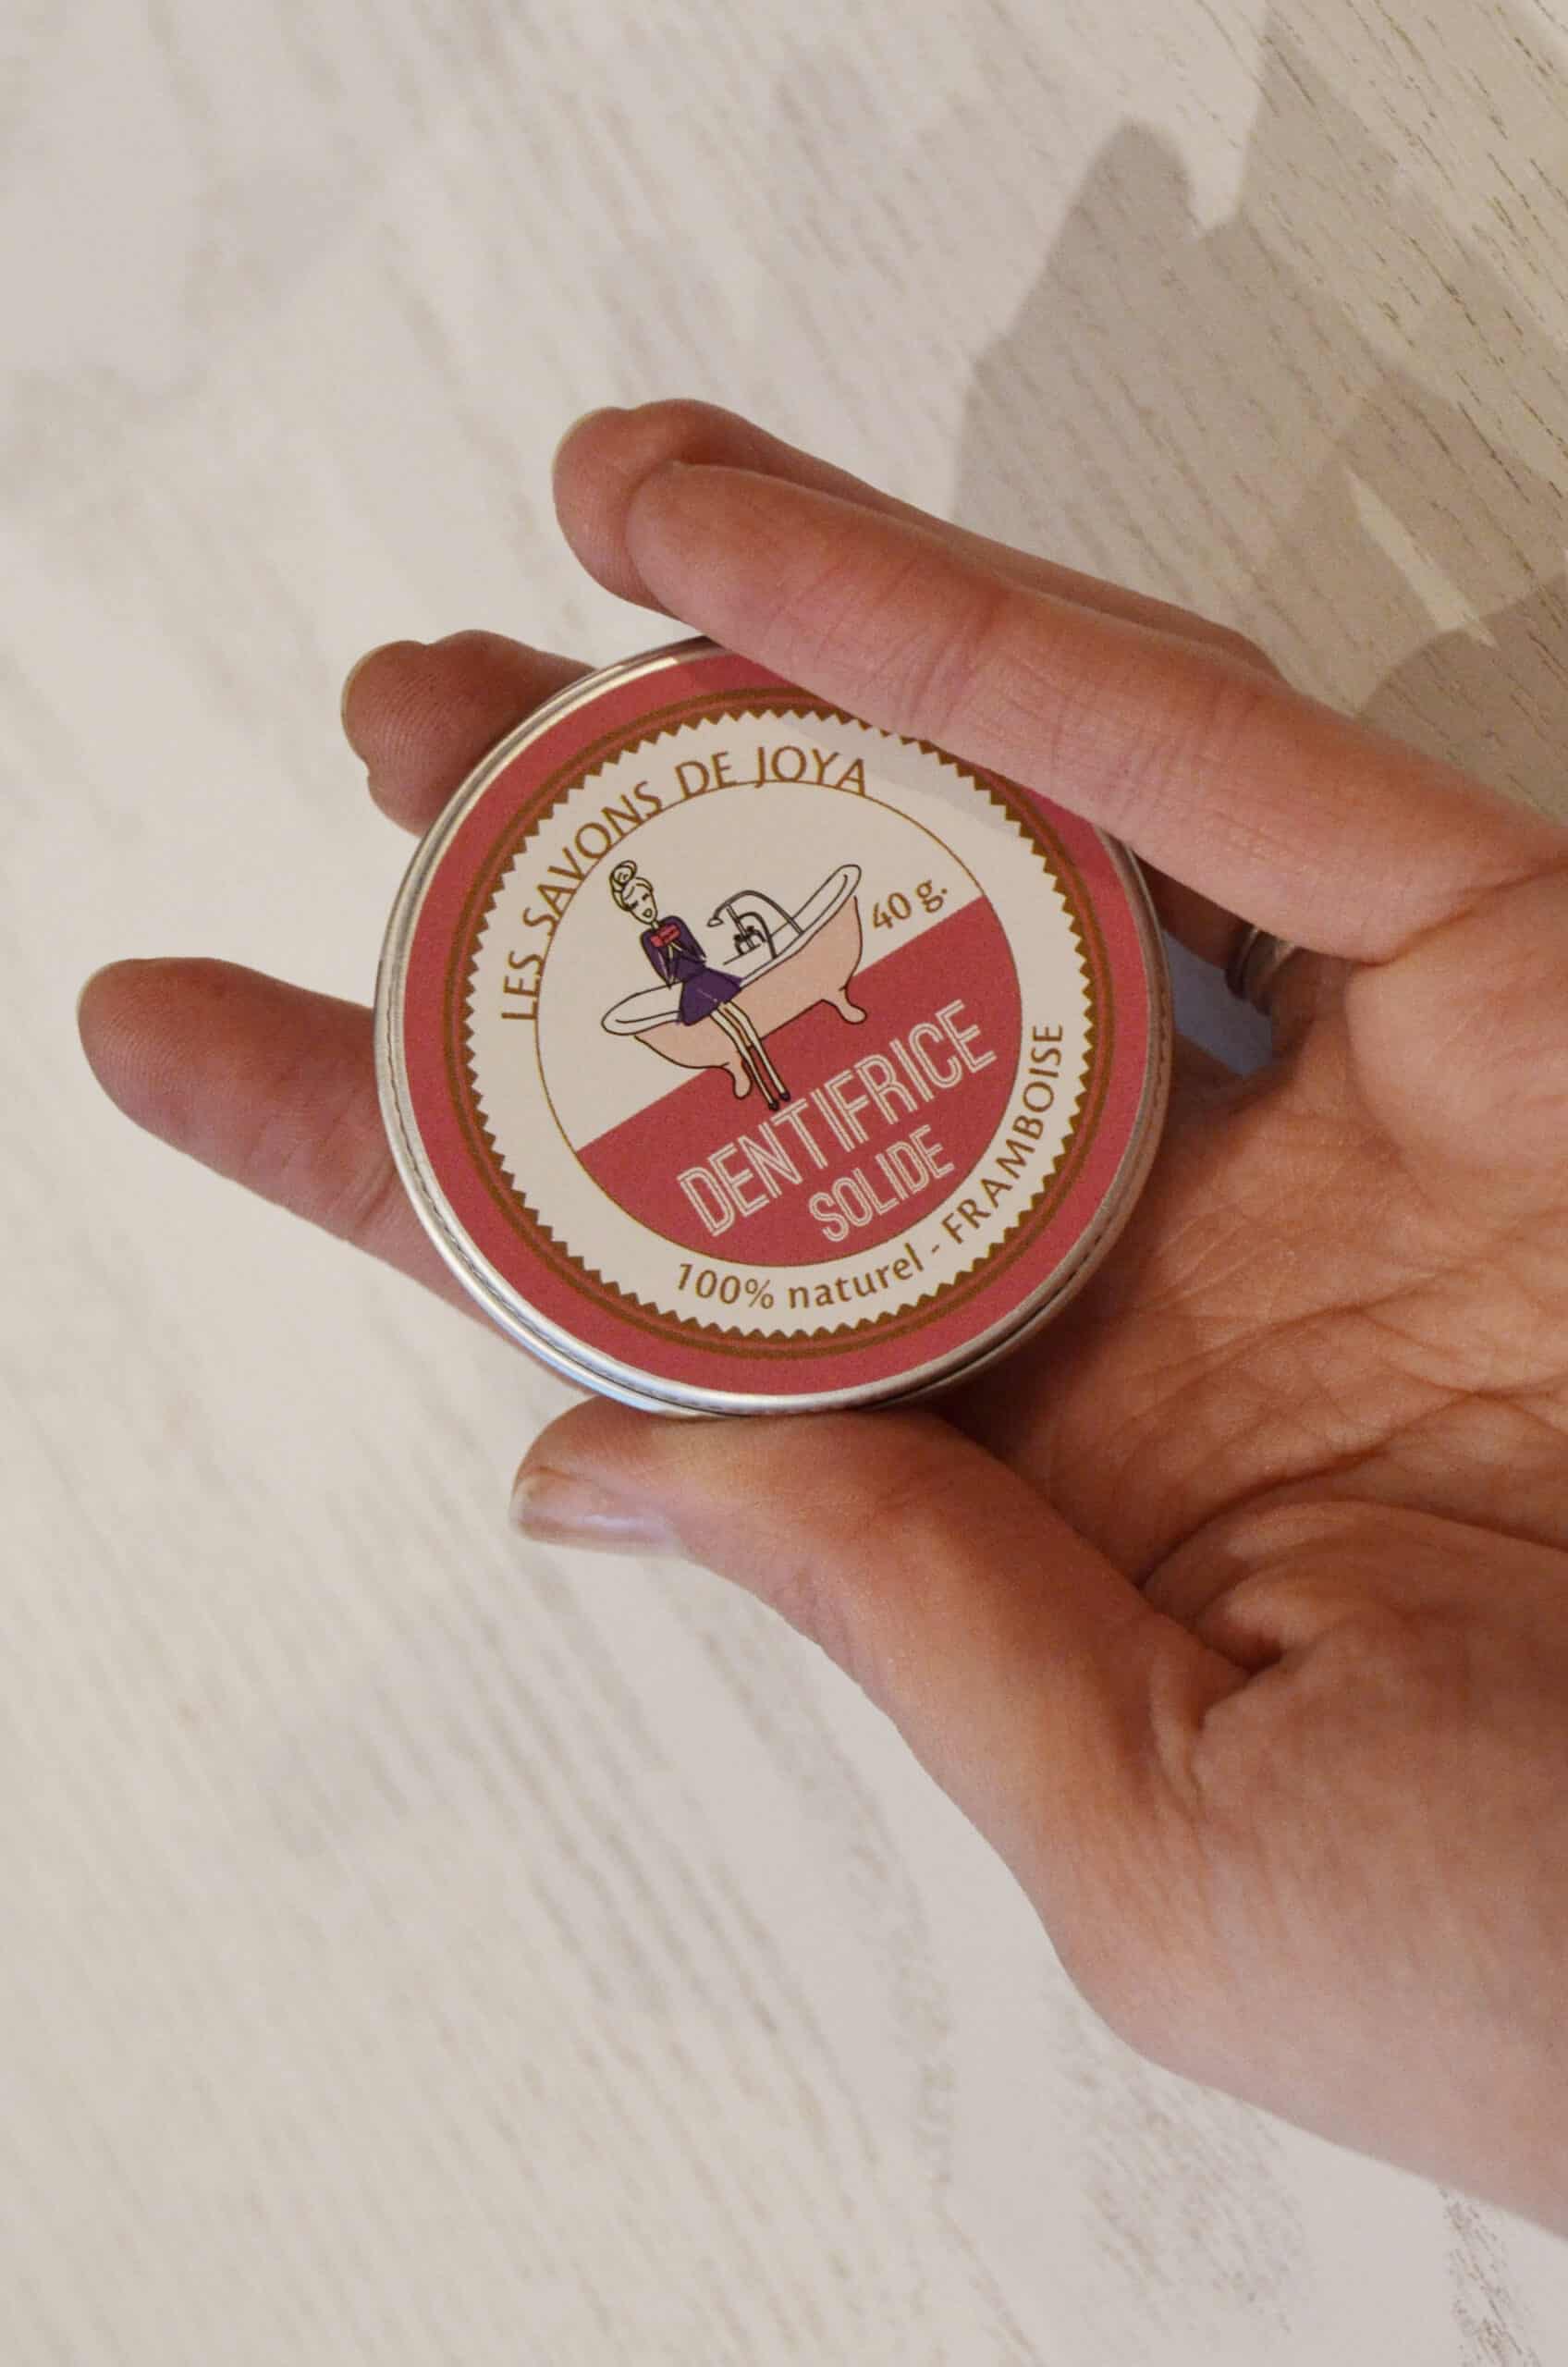 LES SAVONS DE JOYA
40 g.
DENTIFRICE
SOLIDE
100% naturel - FRAMBOISE